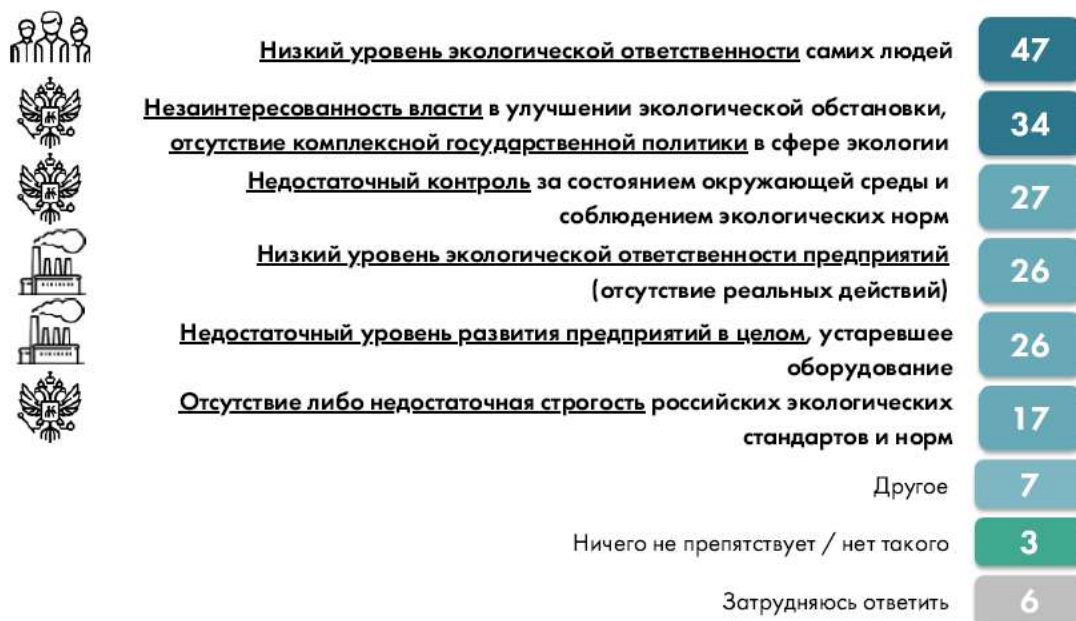 Низкий уровень экологической ответственности самих людей
47
Незаинтересованность власти в улучшении экологической обстановки,
отсутствие комплексной государственной политики в сфере экологии
34
Недостаточный контроль за состоянием окружающей среды и
соблюдением экологических норм
27
Низкий уровень экологической ответственности предприятий
(отсутствие реальных действий)
26
Недостаточный уровень развития предприятий в целом, устаревшее
оборудование
26
Отсутствие либо недостаточная строгость российских экологических
стандартов и норм
17
Другое
7
Ничего не препятствует / нет такого
3
Затрудняюсь ответить
6